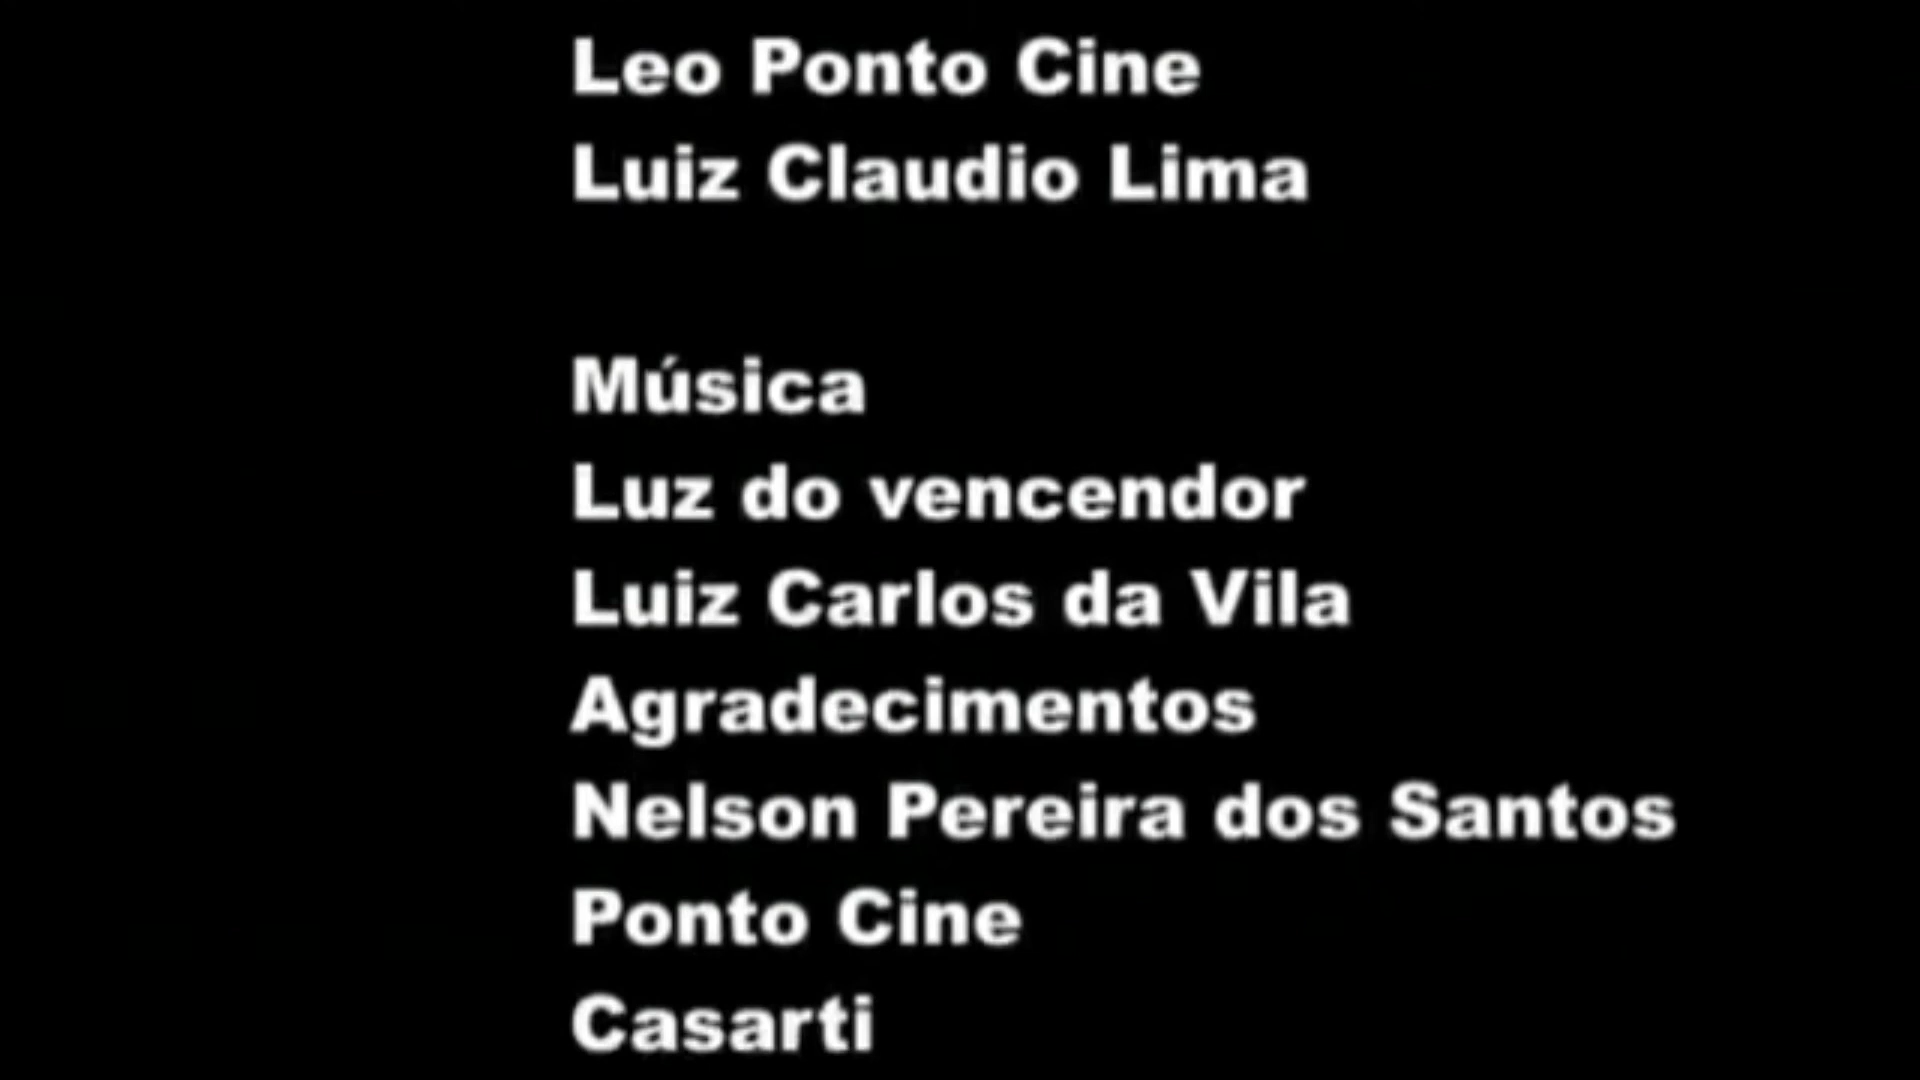 Leo Ponto Cine
Luiz Claudio Lima
Música
Luz do vencendor
Luiz Carlos da Vila
Agradecimentos
Nelson Pereira dos Santos
Ponto Cine
Casarti